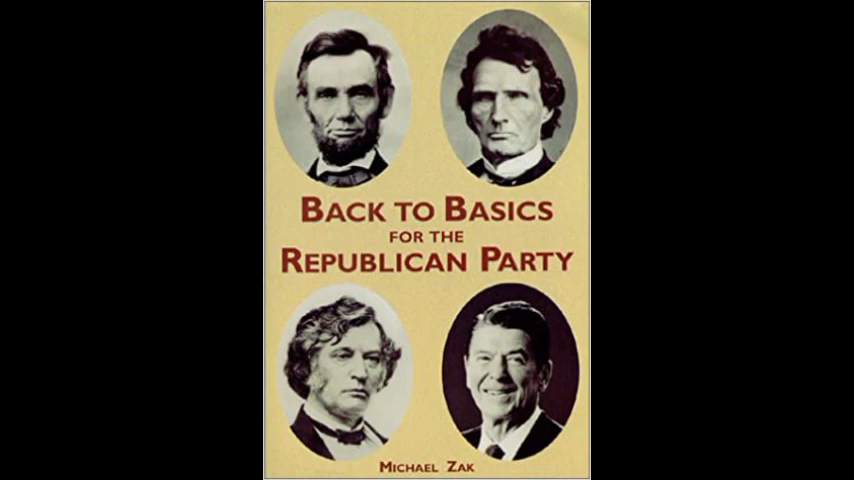 BACK TO BASICS
FOR THE
REPUBLICAN PARTY
MICHAEL ZAK